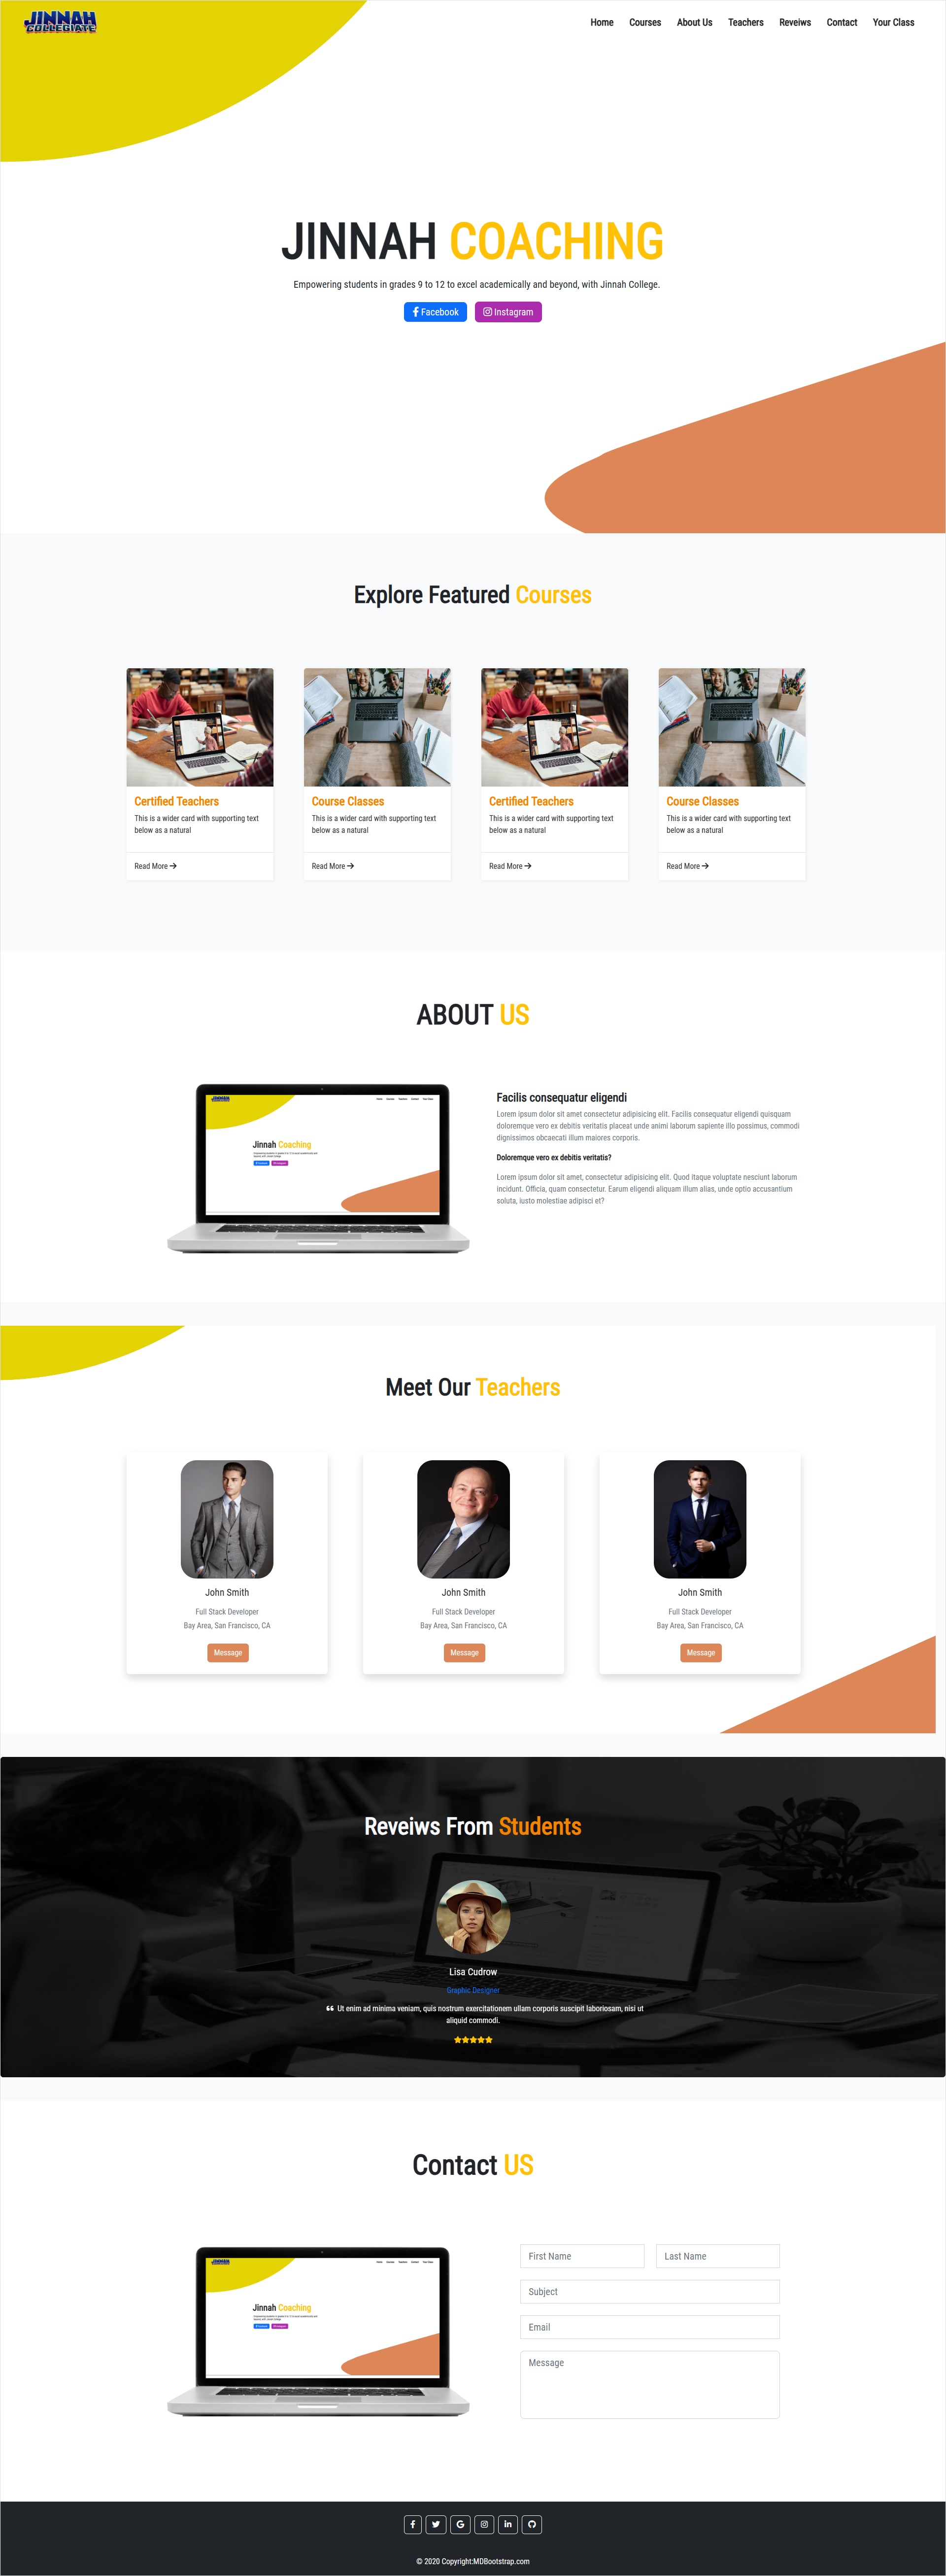 JINNAH
COLLEGIATE
Home Courses About Us Teachers Reveiws Contact Your Class
JINNAH COACHING
Empowering students in grades 9 to 12 to excel academically and beyond, with Jinnah College.
Facebook Instagram
Explore Featured Courses
Certified Teachers
This is a wider card with supporting text
below as a natural
Read More
Course Classes
This is a wider card with supporting text
below as a natural
Read More
Certified Teachers
This is a wider card with supporting text
below as a natural
Read More
Course Classes
This is a wider card with supporting text
below as a natural
Read More
ABOUT US
Jinnah Coaching
Facilis consequatur eligendi
Lorem ipsum dolor sit amet consectetur adipisicing elit. Facilis consequatur eligendi quisquam
doloremque vero ex debitis veritatis placeat unde animi laborum sapiente illo possimus, commodi
dignissimos obcaecati illum maiores corporis.
Doloremque vero ex debitis veritatis?
Lorem ipsum dolor sit amet, consectetur adipisicing elit. Quod itaque voluptate nesciunt laborum
incidunt. Officia, quam consectetur. Earum eligendi aliquam illum alias, unde optio accusantium
soluta, iusto molestiae adipisci et?
Meet Our Teachers
John Smith
Full Stack Developer
Bay Area, San Francisco, CA
Message
John Smith
Full Stack Developer
Bay Area, San Francisco, CA
Message
John Smith
Full Stack Developer
Bay Area, San Francisco, CA
Message
Reveiws From Students
Lisa Cudrow
Graphic Designer
Ut enim ad minima veniam, quis nostrum exercitationem ullam corporis suscipit laboriosam, nisi ut
aliquid commodi.
Contact US
Jinnah Coaching
First Name Last Name
Subject
Email
Message
© 2020 Copyright:MDBootstrap.com